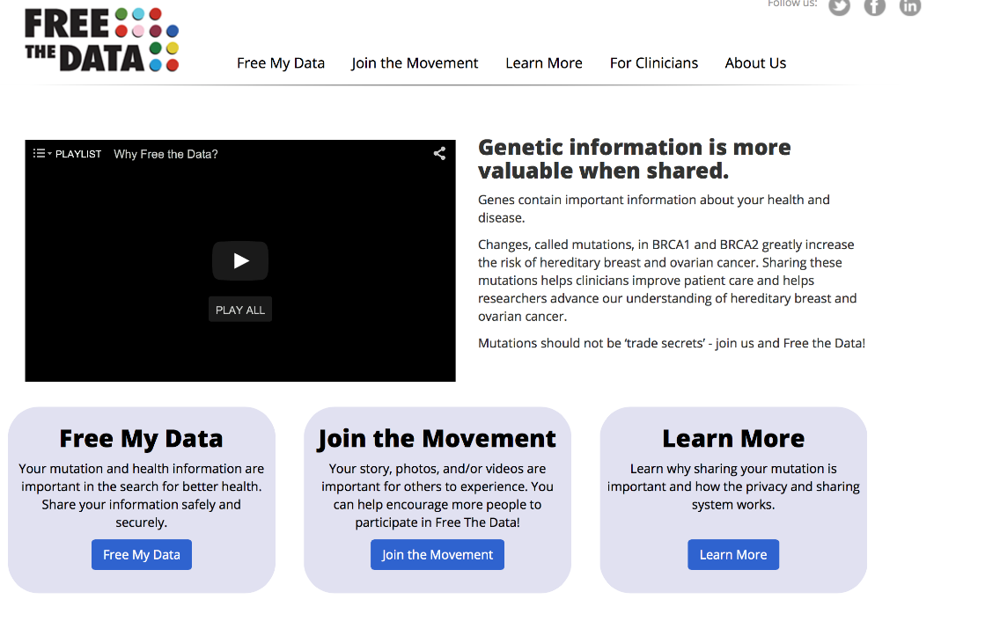 Follow us:
FREE
THE DATA
Free My Data Join the Movement Learn More For Clinicians About Us
PLAYLIST Why Free the Data?
PLAY ALL
Genetic information is more
valuable when shared.
Genes contain important information about your health and
disease.
Changes, called mutations, in BRCA1 and BRCA2 greatly increase
the risk of hereditary breast and ovarian cancer. Sharing these
mutations helps clinicians improve patient care and helps
researchers advance our understanding of hereditary breast and
ovarian cancer.
Mutations should not be ‘trade secrets’ - join us and Free the Data!
Free My Data
Your mutation and health information are
important in the search for better health.
Share your information safely and
securely.
Free My Data
Join the Movement
Your story, photos, and/or videos are
important for others to experience. You
can help encourage more people to
participate in Free The Data!
Join the Movement
Learn More
Learn why sharing your mutation is
important and how the privacy and sharing
system works.
Learn More